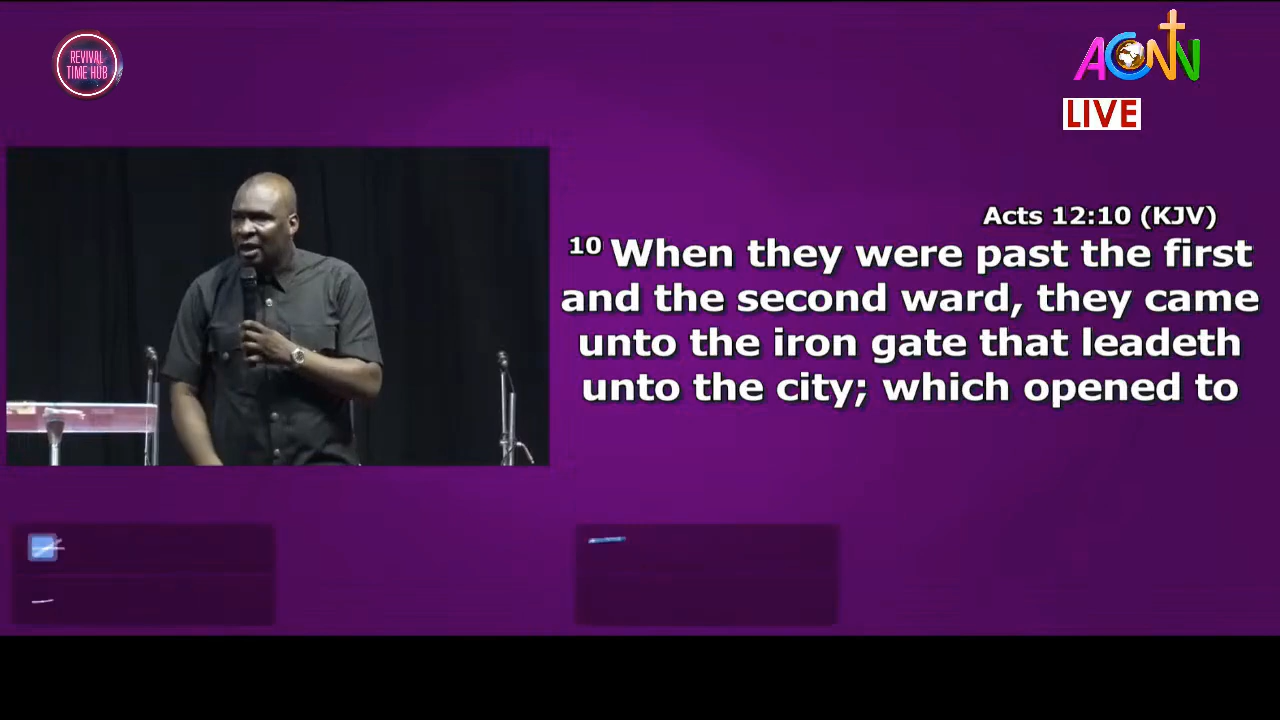 REVIVAL
TIME HUB
ACNN
LIVE
Acts 12:10 (KJV)
10 When they were past the first
and the second ward, they came
unto the iron gate that leadeth
unto the city; which opened to